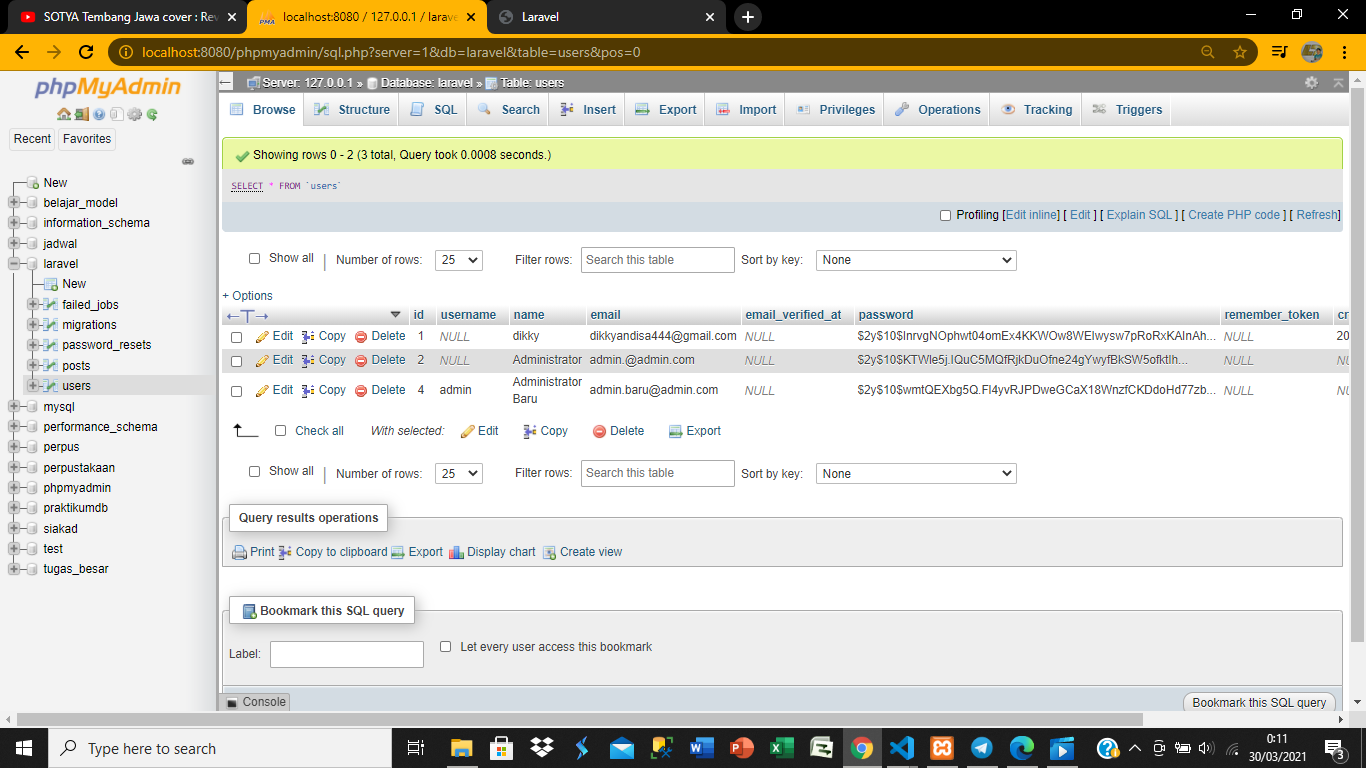 SOTYA Tembang Jawa cover : Rev
localhost:8080 / 127.0.0.1 / larave
Laravel
localhost:8080/phpmyadmin/sql.php?server=1&db=laravel&table=users&pos=0
phpMyAdmin
Recent Favorites
New
belajar_model
information_schema
jadwal
laravel
New
failed_jobs
migrations
password_resets
posts
users
mysql
performance_schema
perpus
perpustakaan
phpmyadmin
praktikumdb
siakad
test
tugas_besar
Server: 127.0.0.1 » Database: laravel » Table: users
Browse Structure SQL Search Insert Export Import Privileges Operations Tracking Triggers
Showing rows 0 - 2 (3 total, Query took 0.0008 seconds.)
SELECT * FROM `users`
Profiling [Edit inline] [ Edit ] [ Explain SQL ] [ Create PHP code ] [ Refresh]
Show all | Number of rows: 25 Filter rows: Search this table Sort by key: None
+ Options
←T→ id username name email email_verified_at password remember_token cr
Edit Copy Delete 1 NULL dikky dikkyandisa444@gmail.com NULL NULL 20
Edit Copy Delete 2 NULL Administrator admin.@admin.com NULL NULL NU
Edit Copy Delete 4 admin Administrator Baru admin.baru@admin.com NULL NULL NU
Check all With selected: Edit Copy Delete Export
Show all | Number of rows: 25 Filter rows: Search this table Sort by key: None
Query results operations
Print Copy to clipboard Export Display chart Create view
Bookmark this SQL query
Label: Let every user access this bookmark
Console
Bookmark this SQL query
Type here to search
0:11
30/03/2021
3